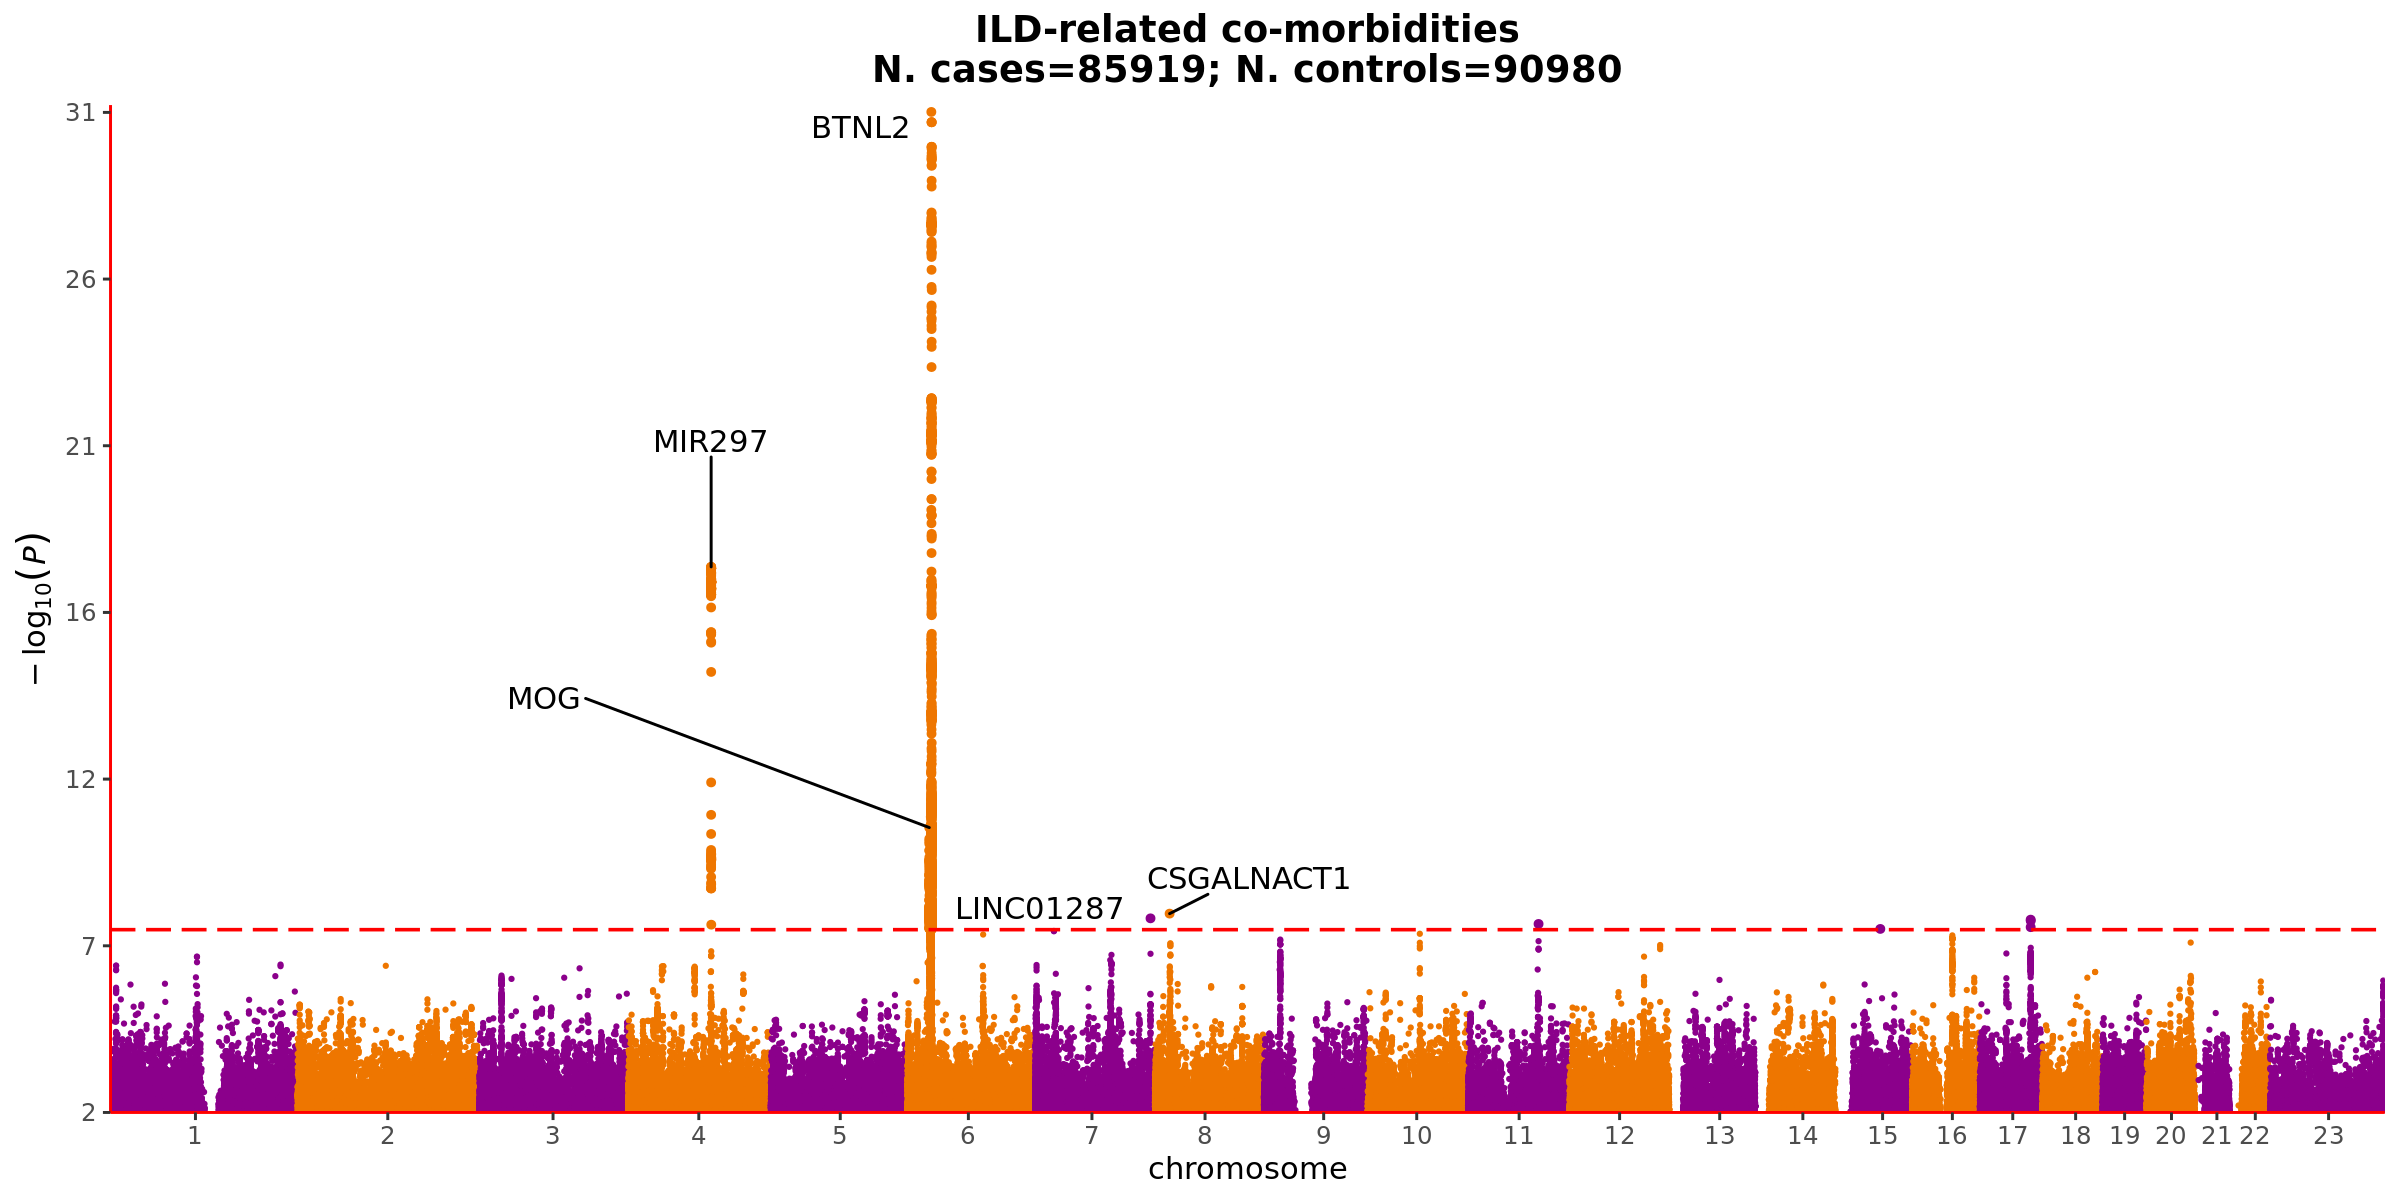 ILD-related co-morbidities
N. cases=85919; N. controls=90980
31
BTNL2
26
MIR297
21
− log10(P)
16
MOG
12
CSGALNACT1
LINC01287
7
2
1 2 3 4 5 6 7 8 9 10 11 12 13 14 15 16 17 18 19 20 21 22 23
chromosome